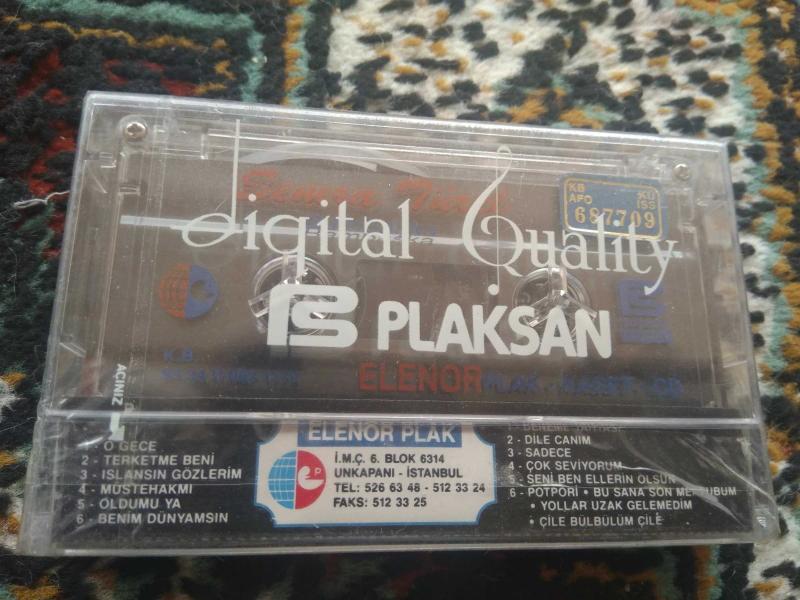 Semra Türel
Digital Quality
KB KÜ
AFO İSS
687709
PLAKSAN
K.B.
ELENOR PLAK - KASET - CD
AÇINIZ
Ö GECE
2 - TERKETME BENİ
3 - ISLANSIN GÖZLERİM
4 - MÜSTEHAKMI
5 - OLDUMU YA
6 - BENİM DÜNYAMSIN
ELENOR PLAK
İ.M.Ç. 6. BLOK 6314
UNKAPANI - İSTANBUL
TEL: 526 63 48 - 512 33 24
FAKS: 512 33 25
2 - DİLE CANIM
3 - SADECE
4 - ÇOK SEVİYORUM
5 - SENİ BEN ELLERİN OLSUN
6 - POTPORİ • BU SANA SON MEKTUBUM
• YOLLAR UZAK GELEMEDİM
• ÇİLE BÜLBÜLÜM ÇİLE